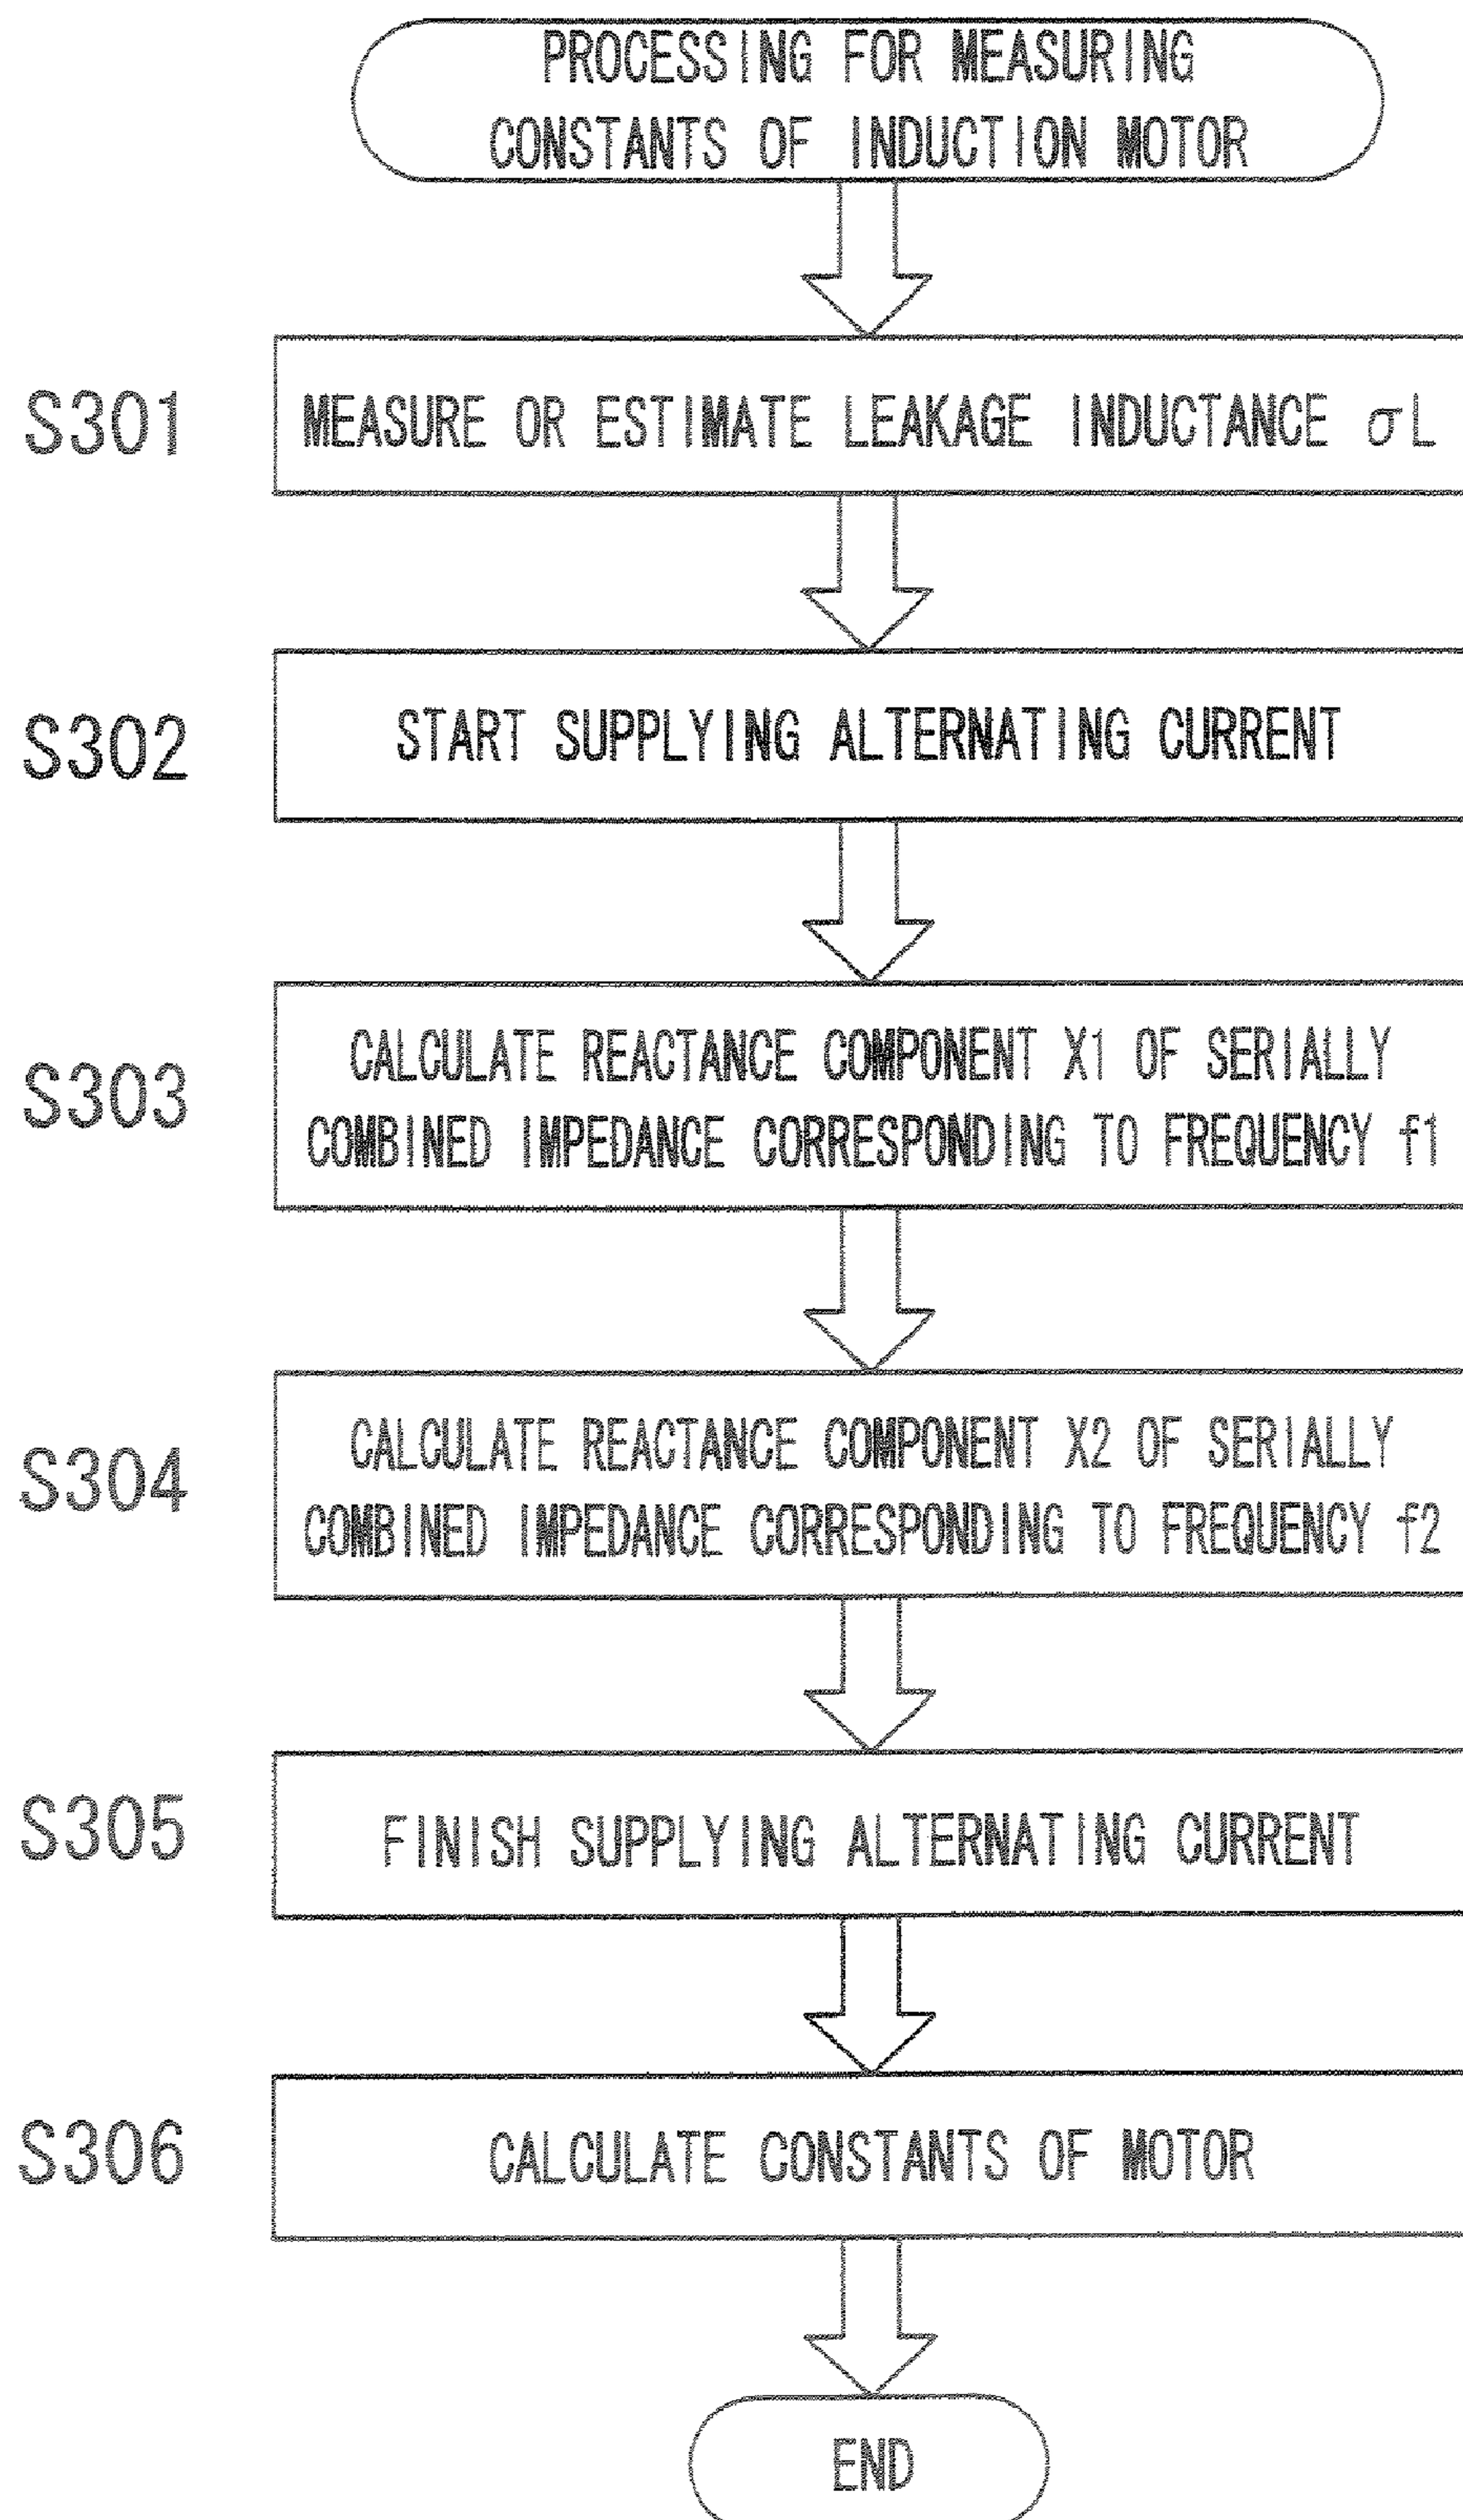 PROCESSING FOR MEASURING
CONSTANTS OF INDUCTION MOTOR
S301
MEASURE OR ESTIMATE LEAKAGE INDUCTANCE σL
S302
START SUPPLYING ALTERNATING CURRENT
S303
CALCULATE REACTANCE COMPONENT X1 OF SERIALLY
COMBINED IMPEDANCE CORRESPONDING TO FREQUENCY f1
S304
CALCULATE REACTANCE COMPONENT X2 OF SERIALLY
COMBINED IMPEDANCE CORRESPONDING TO FREQUENCY f2
S305
FINISH SUPPLYING ALTERNATING CURRENT
S306
CALCULATE CONSTANTS OF MOTOR
END